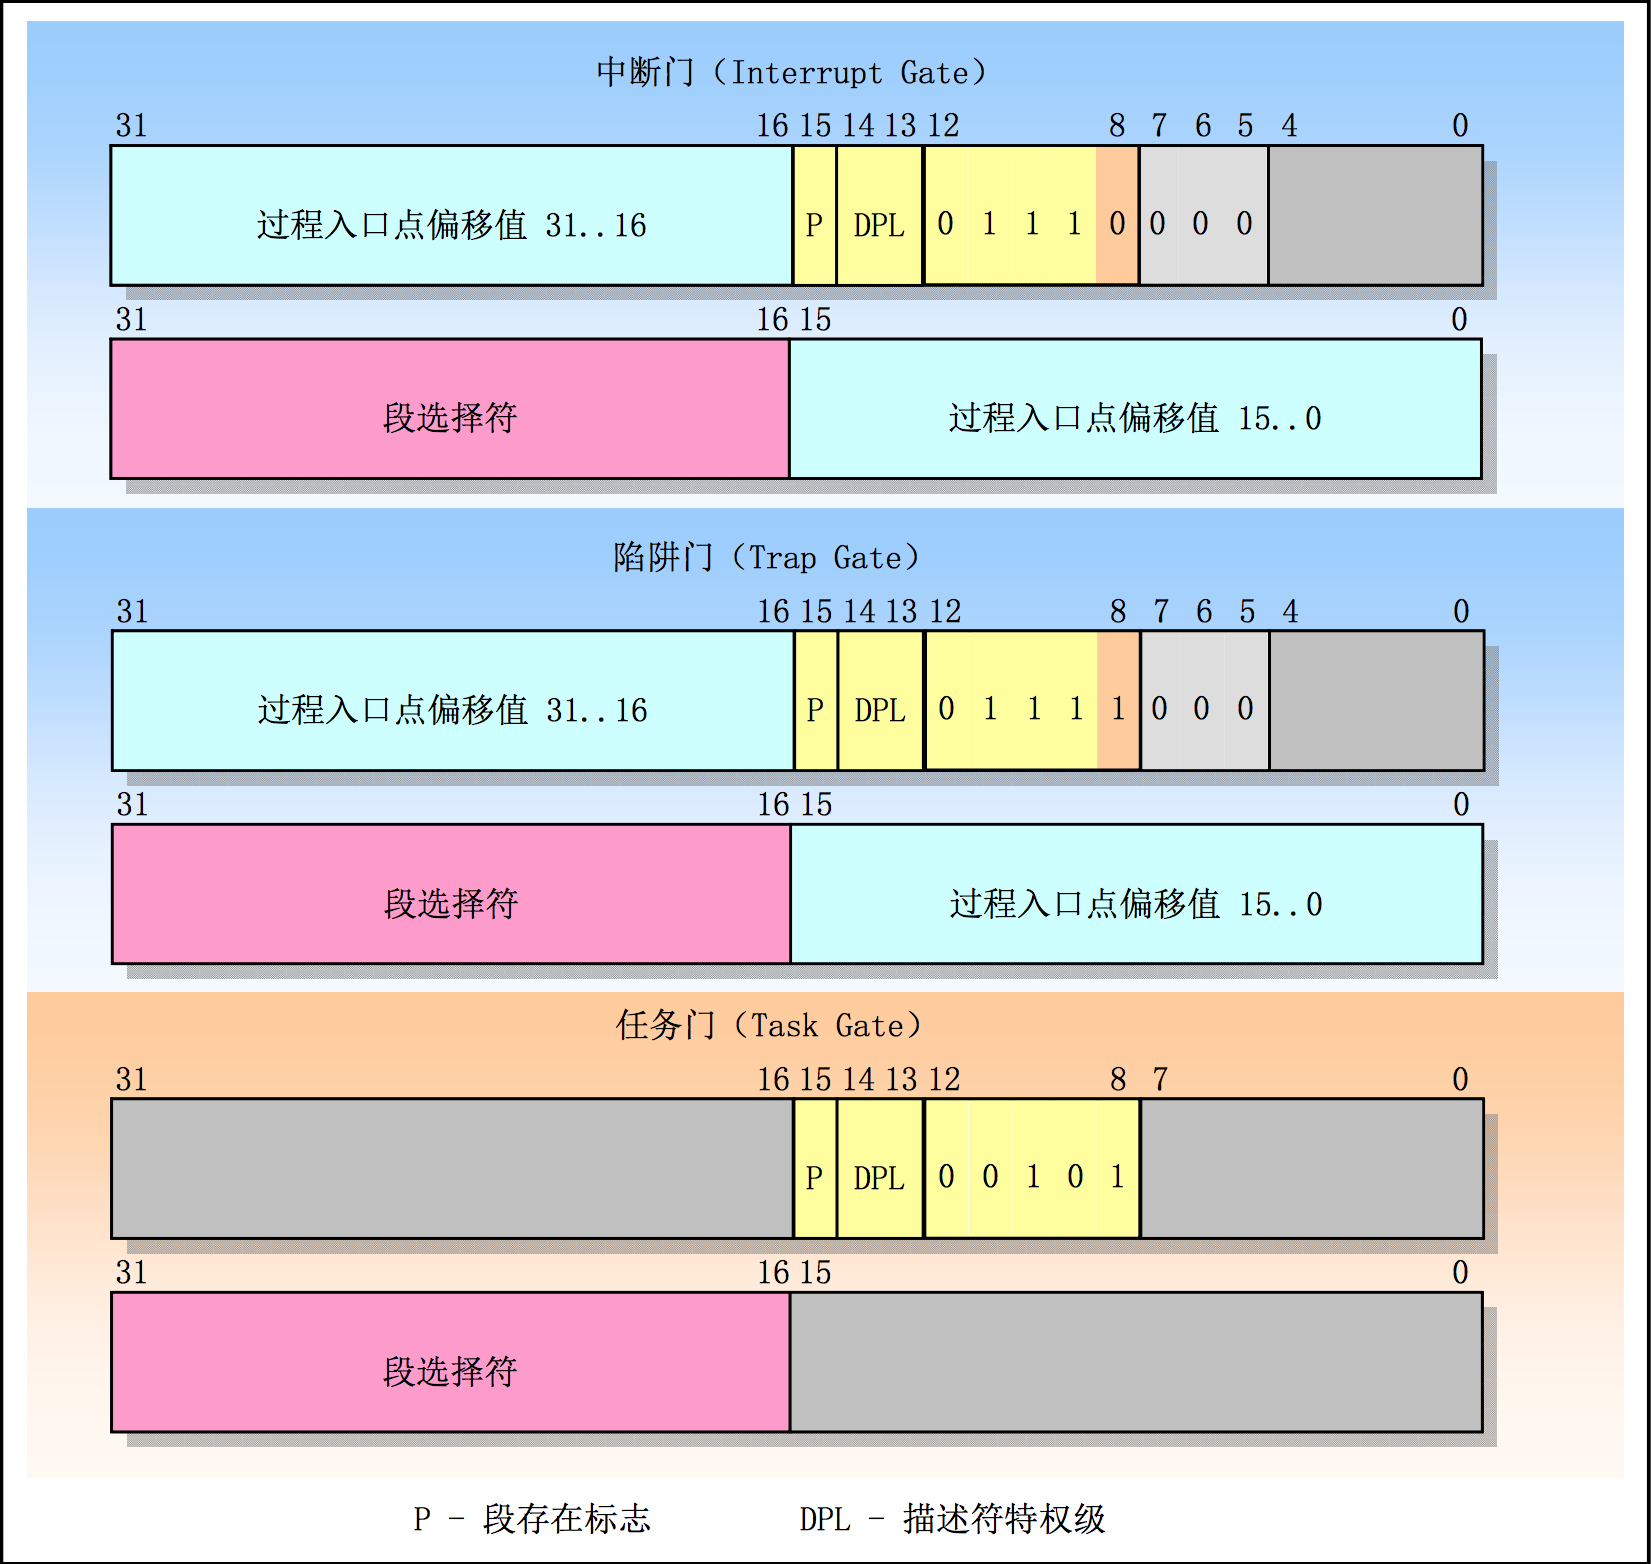 中断门（Interrupt Gate）
31 16 15 14 13 12 8 7 6 5 4 0
过程入口点偏移值 31..16 P DPL 0 1 1 1 0 0 0 0
31 16 15 0
段选择符 过程入口点偏移值 15..0
陷阱门（Trap Gate）
31 16 15 14 13 12 8 7 6 5 4 0
过程入口点偏移值 31..16 P DPL 0 1 1 1 1 0 0 0
31 16 15 0
段选择符 过程入口点偏移值 15..0
任务门（Task Gate）
31 16 15 14 13 12 8 7 0
P DPL 0 0 1 0 1
31 16 15 0
段选择符
P - 段存在标志 DPL - 描述符特权级